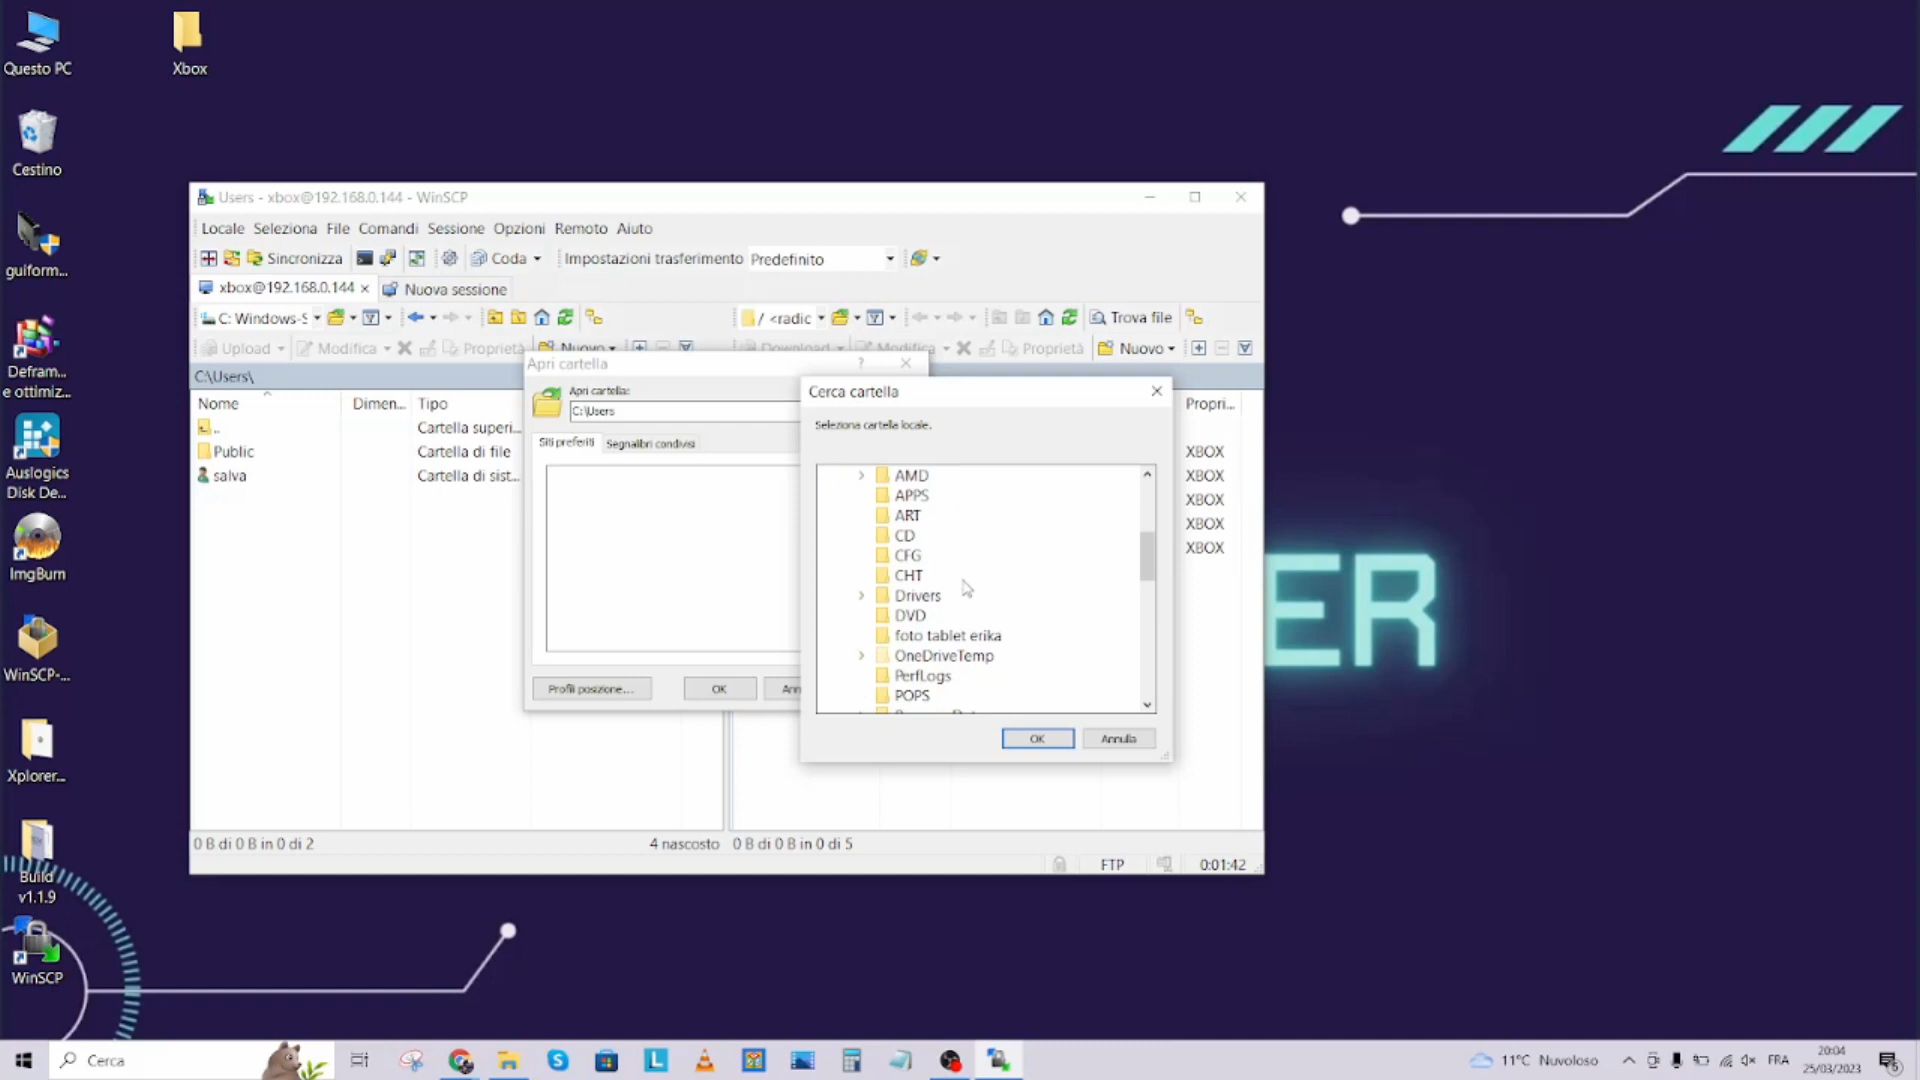 Questo PC
Xbox
Cestino
guiform...
Defram...
e ottimiz...
Auslogics
Disk De...
ImgBurn
WinSCP-...
Xplorer...
Build
v1.1.9
WinSCP
Users - xbox@192.168.0.144 - WinSCP
Locale Seleziona File Comandi Sessione Opzioni Remoto Aiuto
Sincronizza Coda Impostazioni trasferimento Predefinito
xbox@192.168.0.144 × Nuova sessione
C: Windows-S / <radic Trova file
Upload Modifica Proprietà Nuovo Download Modifica Proprietà Nuovo
C:\Users\
Nome Dimen... Tipo Propri...
.. Cartella superi...
Public Cartella di file XBOX
salva Cartella di sist... XBOX
XBOX
XBOX
XBOX
Apri cartella ?
Apri cartella:
C:\Users
Siti preferiti Segnalibri condivisi
Profili posizione... OK Ann
Cerca cartella
Seleziona cartella locale.
AMD
APPS
ART
CD
CFG
CHT
Drivers
DVD
foto tablet erika
OneDriveTemp
PerfLogs
POPS
OK Annulla
0 B di 0 B in 0 di 2 4 nascosto 0 B di 0 B in 0 di 5
FTP 0:01:42
ER
Cerca 11°C Nuvoloso FRA 20:04
25/03/2023
5